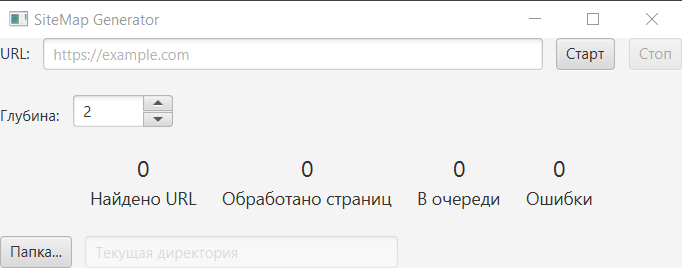 SiteMap Generator
URL: https://example.com Старт Стоп
Глубина: 2
0 0 0 0
Найдено URL Обработано страниц В очереди Ошибки
Папка... Текущая директория